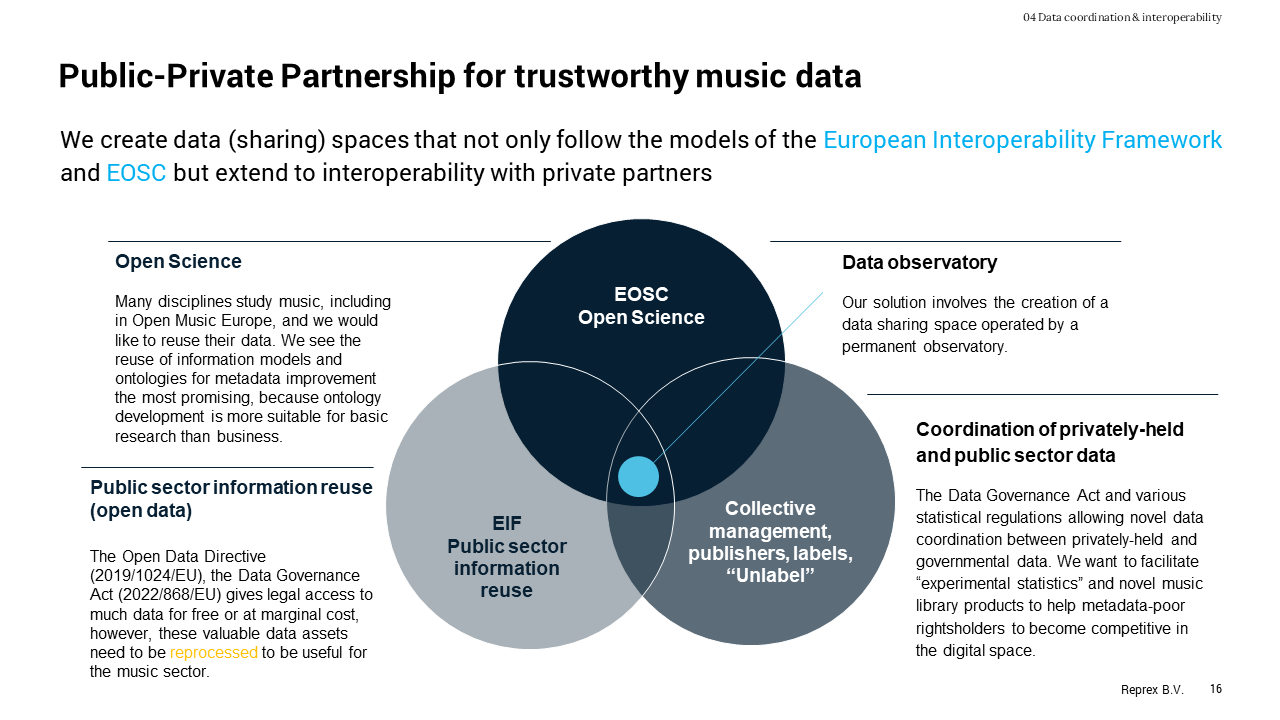 04 Data coordination & interoperability
Public-Private Partnership for trustworthy music data
We create data (sharing) spaces that not only follow the models of the European Interoperability Framework
and EOSC but extend to interoperability with private partners
Open Science
Many disciplines study music, including
in Open Music Europe, and we would
like to reuse their data. We see the
reuse of information models and
ontologies for metadata improvement
the most promising, because ontology
development is more suitable for basic
research than business.
Public sector information reuse
(open data)
The Open Data Directive
(2019/1024/EU), the Data Governance
Act (2022/868/EU) gives legal access to
much data for free or at marginal cost,
however, these valuable data assets
need to be reprocessed to be useful for
the music sector.
EOSC
Open Science
EIF
Public sector
information
reuse
Collective
management,
publishers, labels,
“Unlabel”
Data observatory
Our solution involves the creation of a
data sharing space operated by a
permanent observatory.
Coordination of privately-held
and public sector data
The Data Governance Act and various
statistical regulations allowing novel data
coordination between privately-held and
governmental data. We want to facilitate
“experimental statistics” and novel music
library products to help metadata-poor
rightsholders to become competitive in
the digital space.
Reprex B.V. 16